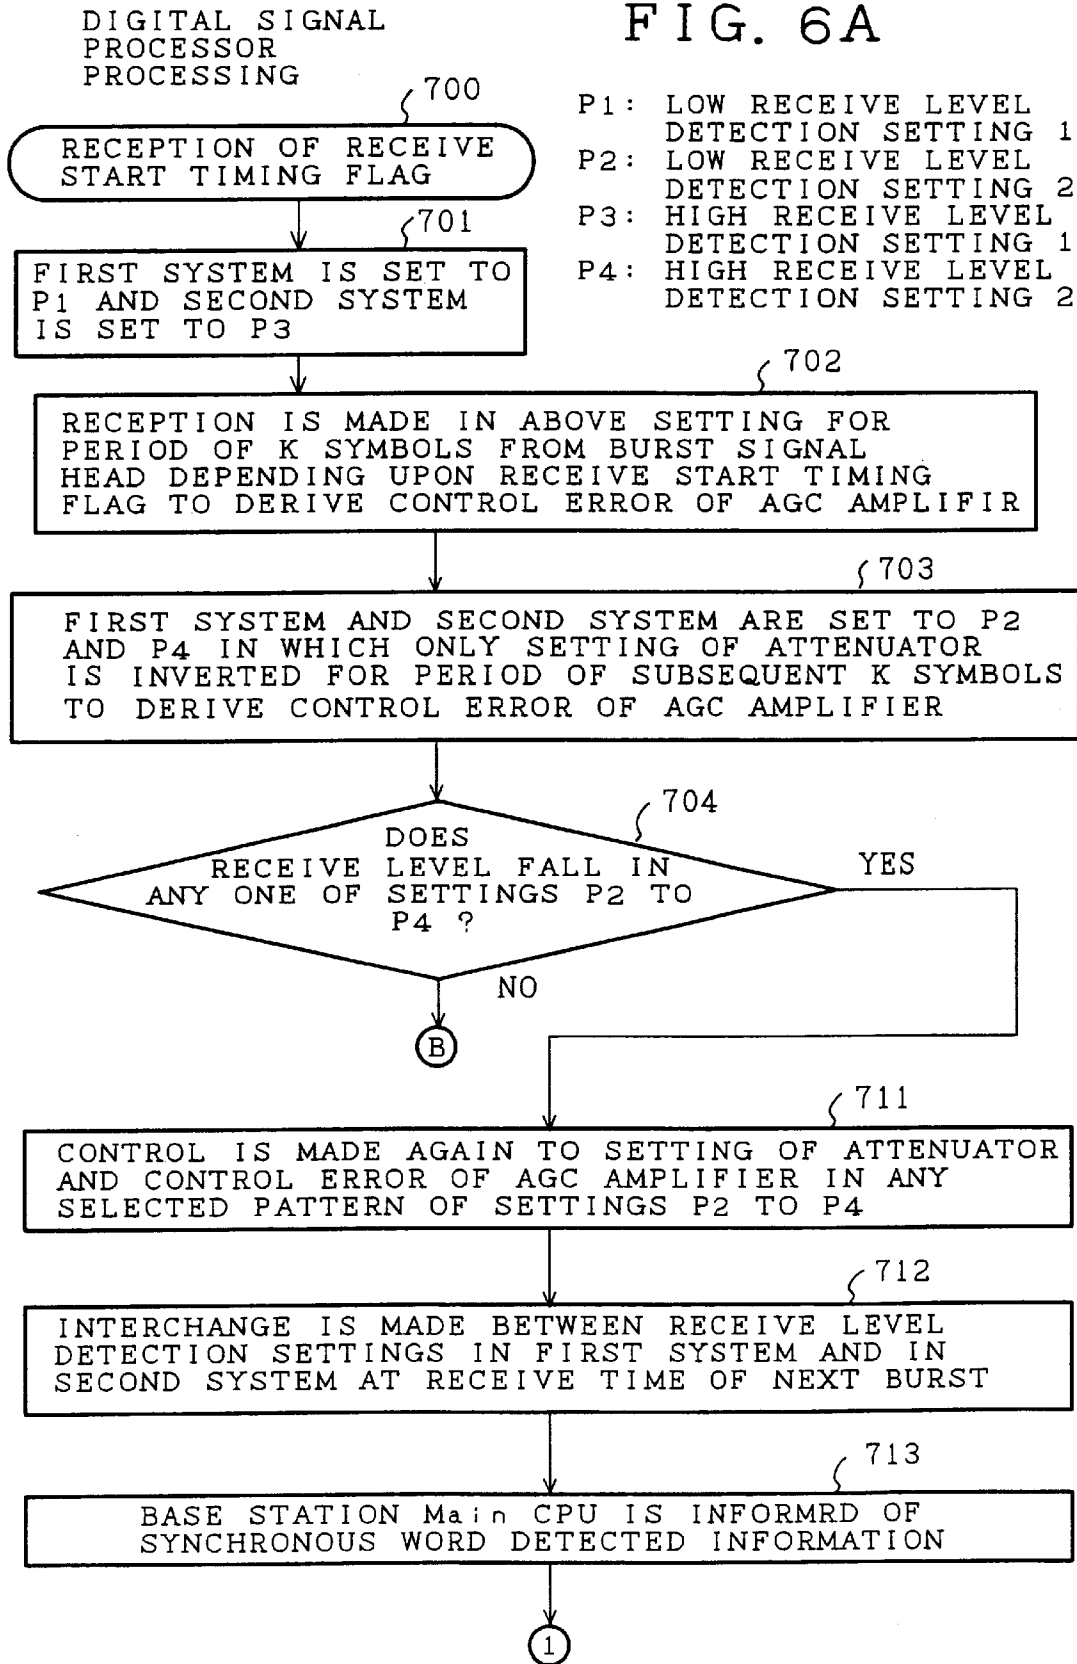 DIGITAL SIGNAL
PROCESSOR
PROCESSING
FIG. 6A
P1: LOW RECEIVE LEVEL
DETECTION SETTING 1
P2: LOW RECEIVE LEVEL
DETECTION SETTING 2
P3: HIGH RECEIVE LEVEL
DETECTION SETTING 1
P4: HIGH RECEIVE LEVEL
DETECTION SETTING 2
700
RECEPTION OF RECEIVE
START TIMING FLAG
701
FIRST SYSTEM IS SET TO
P1 AND SECOND SYSTEM
IS SET TO P3
702
RECEPTION IS MADE IN ABOVE SETTING FOR
PERIOD OF K SYMBOLS FROM BURST SIGNAL
HEAD DEPENDING UPON RECEIVE START TIMING
FLAG TO DERIVE CONTROL ERROR OF AGC AMPLIFIR
703
FIRST SYSTEM AND SECOND SYSTEM ARE SET TO P2
AND P4 IN WHICH ONLY SETTING OF ATTENUATOR
IS INVERTED FOR PERIOD OF SUBSEQUENT K SYMBOLS
TO DERIVE CONTROL ERROR OF AGC AMPLIFIER
704
DOES
RECEIVE LEVEL FALL IN
ANY ONE OF SETTINGS P2 TO
P4 ?
YES
NO
B
711
CONTROL IS MADE AGAIN TO SETTING OF ATTENUATOR
AND CONTROL ERROR OF AGC AMPLIFIER IN ANY
SELECTED PATTERN OF SETTINGS P2 TO P4
712
INTERCHANGE IS MADE BETWEEN RECEIVE LEVEL
DETECTION SETTINGS IN FIRST SYSTEM AND IN
SECOND SYSTEM AT RECEIVE TIME OF NEXT BURST
713
BASE STATION Main CPU IS INFORMRD OF
SYNCHRONOUS WORD DETECTED INFORMATION
1